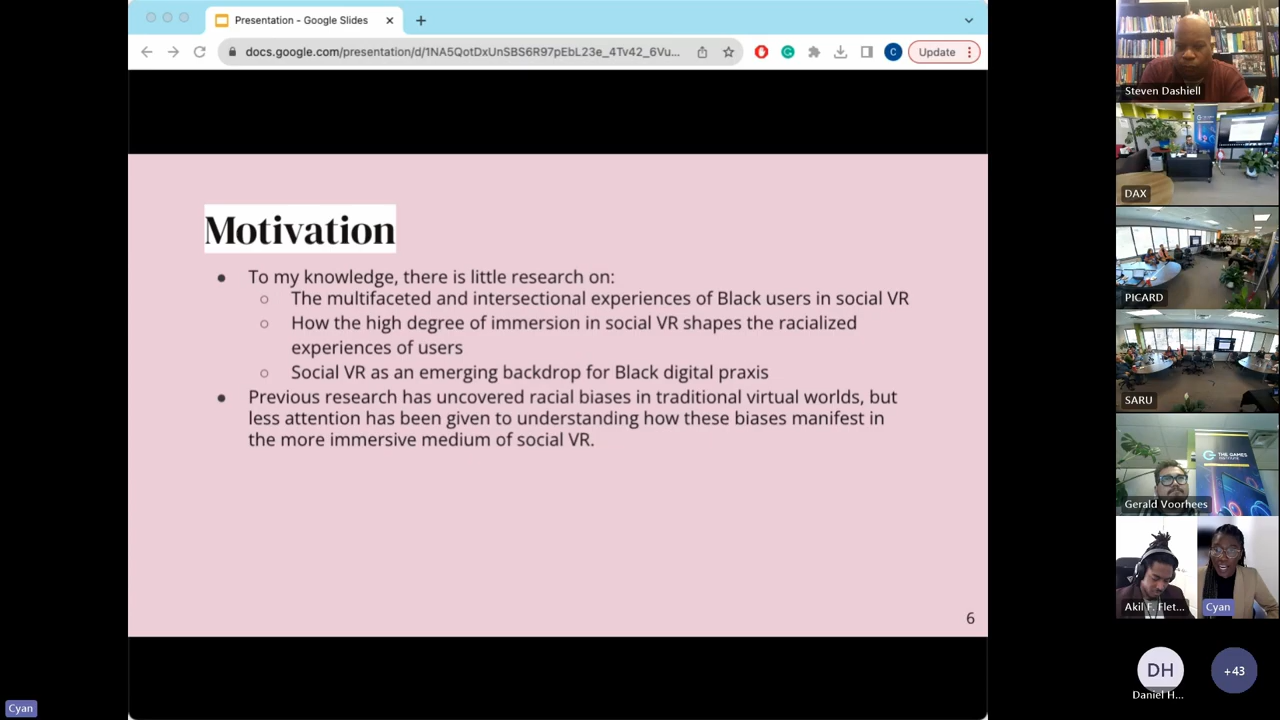 Presentation - Google Slides
docs.google.com/presentation/d/1NA5QotDxUnSBS6R97pEbL23e_4Tv42_6Vu...
C
Update
Motivation
● To my knowledge, there is little research on:
○ The multifaceted and intersectional experiences of Black users in social VR
○ How the high degree of immersion in social VR shapes the racialized
experiences of users
○ Social VR as an emerging backdrop for Black digital praxis
● Previous research has uncovered racial biases in traditional virtual worlds, but
less attention has been given to understanding how these biases manifest in
the more immersive medium of social VR.
6
Cyan
Steven Dashiell
DAX
PICARD
SARU
THE GAMES
INSTITUTE
Gerald Voorhees
Akil F. Flet...
Cyan
DH
Daniel H...
+43